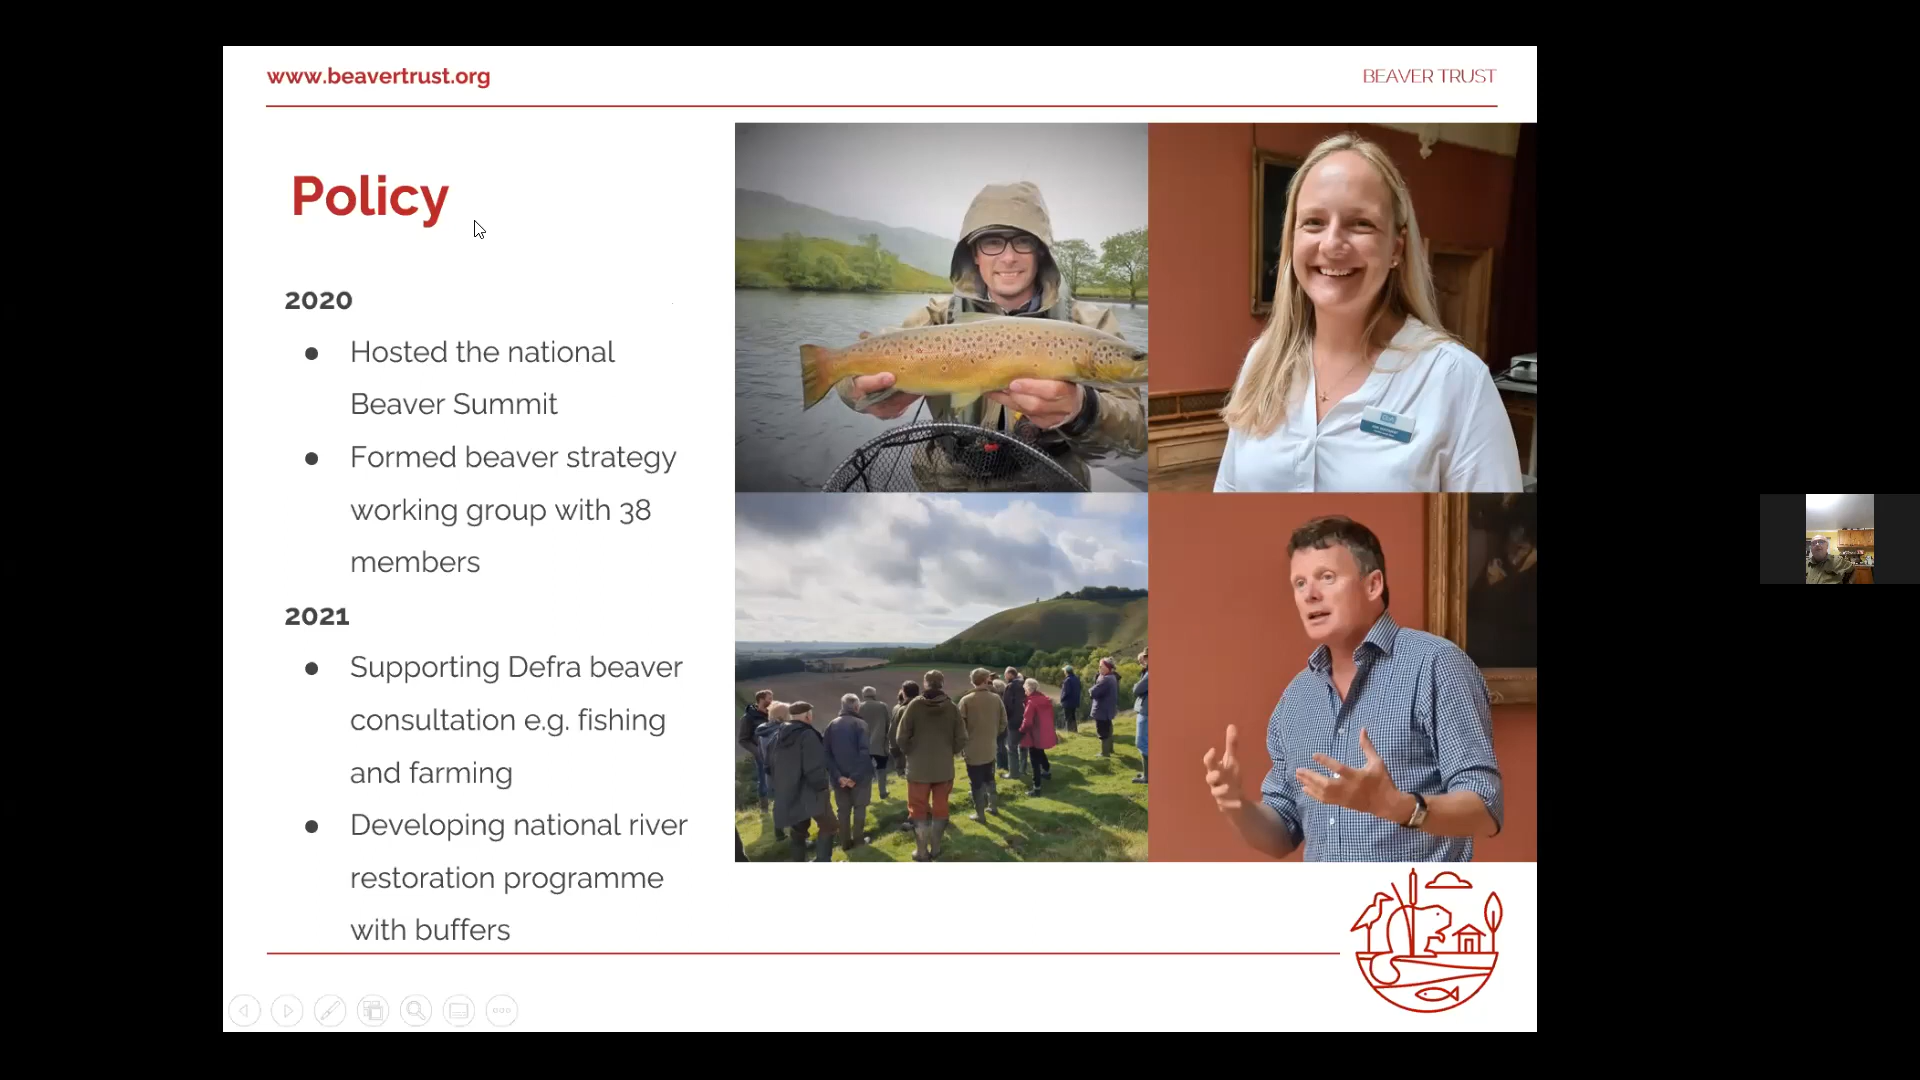 www.beavertrust.org
BEAVER TRUST
Policy
2020
● Hosted the national
Beaver Summit
● Formed beaver strategy
working group with 38
members
2021
● Supporting Defra beaver
consultation e.g. fishing
and farming
● Developing national river
restoration programme
with buffers